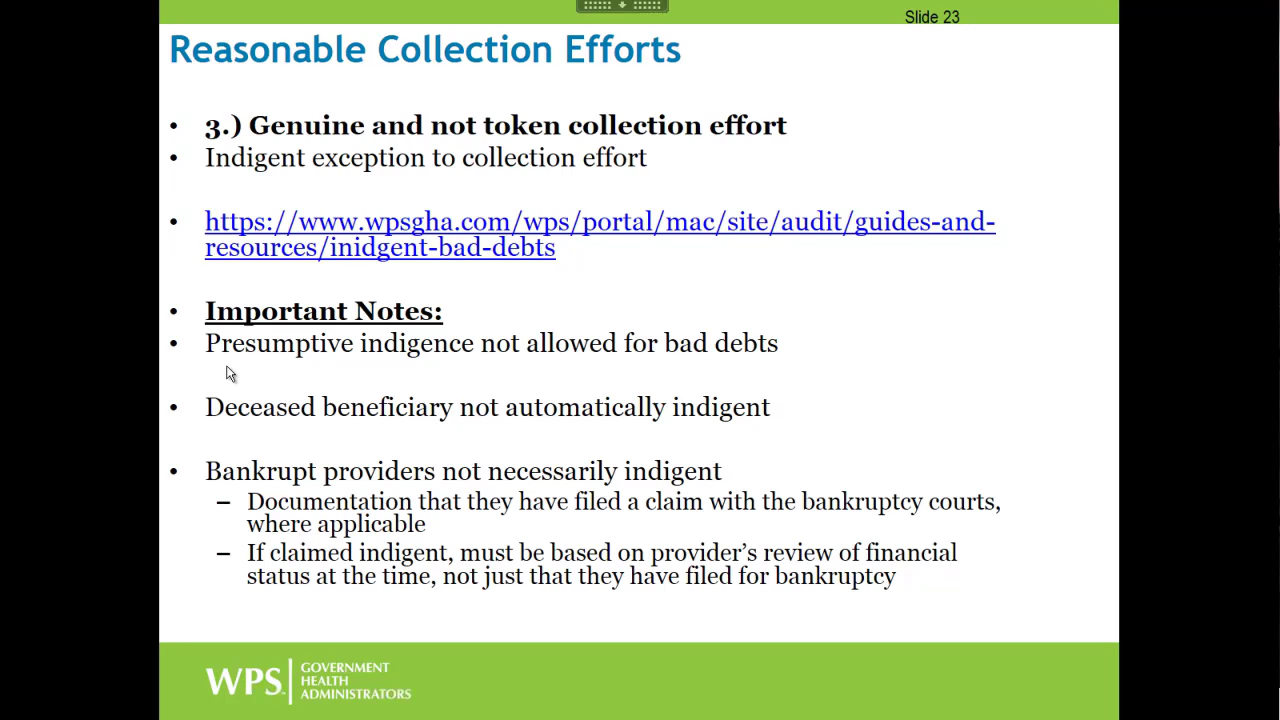 Slide 23
Reasonable Collection Efforts
• 3.) Genuine and not token collection effort
• Indigent exception to collection effort
• https://www.wpsgha.com/wps/portal/mac/site/audit/guides-and-
resources/inidgent-bad-debts
• Important Notes:
• Presumptive indigence not allowed for bad debts
• Deceased beneficiary not automatically indigent
• Bankrupt providers not necessarily indigent
– Documentation that they have filed a claim with the bankruptcy courts,
where applicable
– If claimed indigent, must be based on provider's review of financial
status at the time, not just that they have filed for bankruptcy
WPS
GOVERNMENT
HEALTH
ADMINISTRATORS